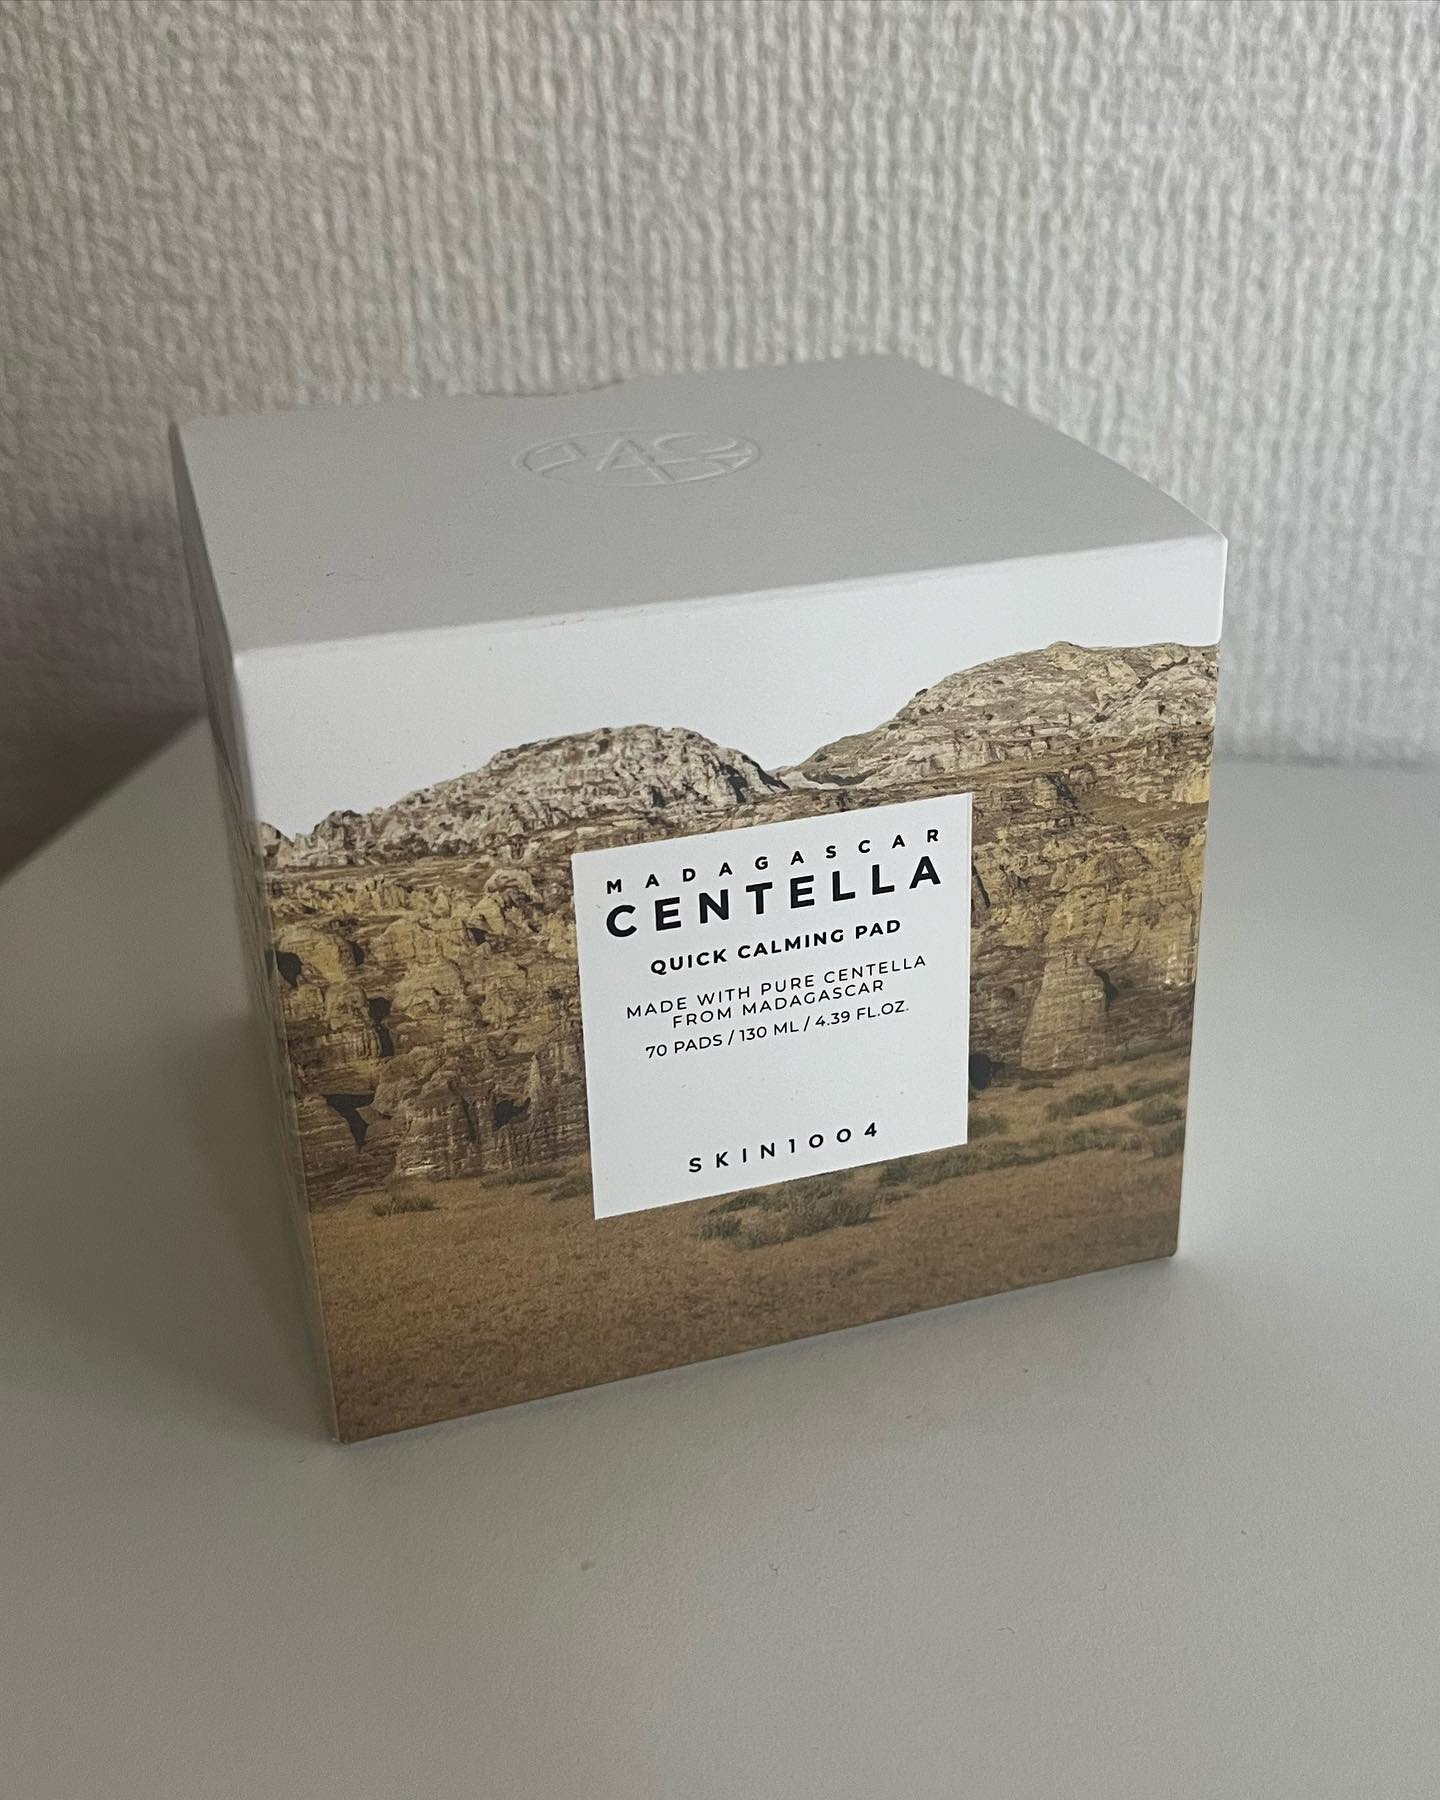 MADAGASCAR
CENTELLA
QUICK CALMING PAD
MADE WITH PURE CENTELLA
FROM MADAGASCAR
70 PADS / 130 ML / 4.39 FL.OZ.
SKIN1004